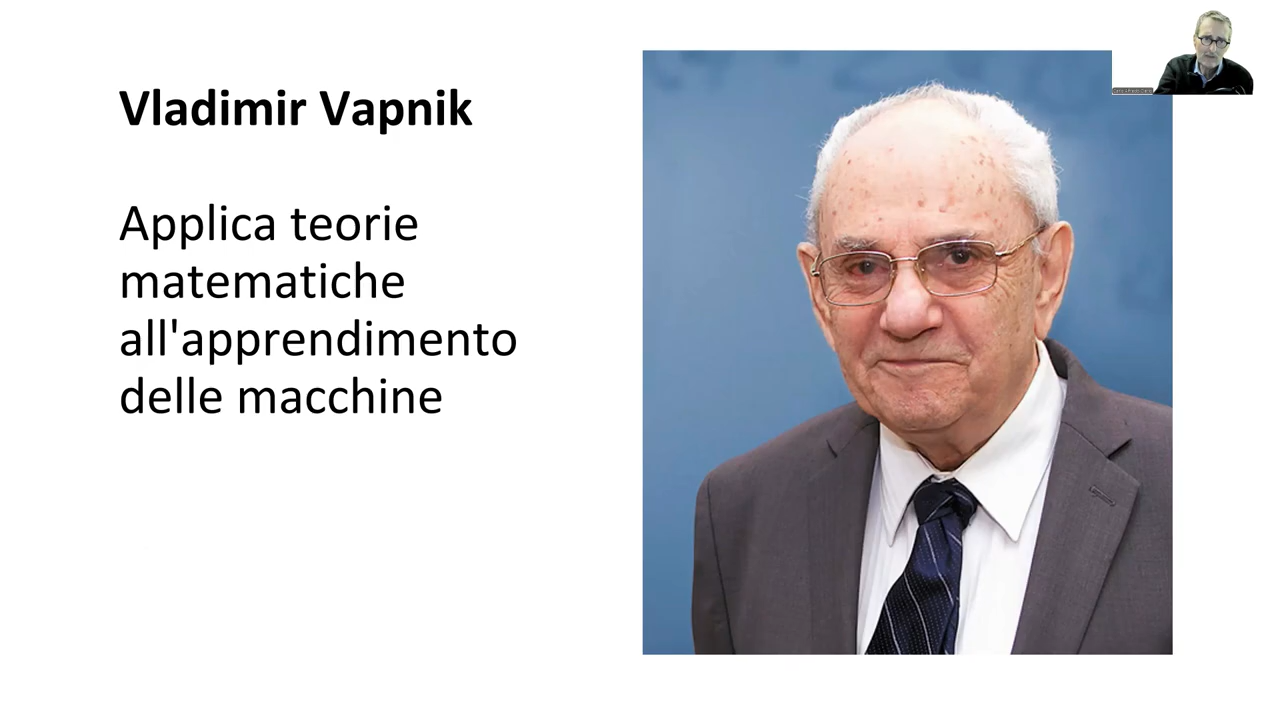 Vladimir Vapnik
Applica teorie
matematiche
all'apprendimento
delle macchine